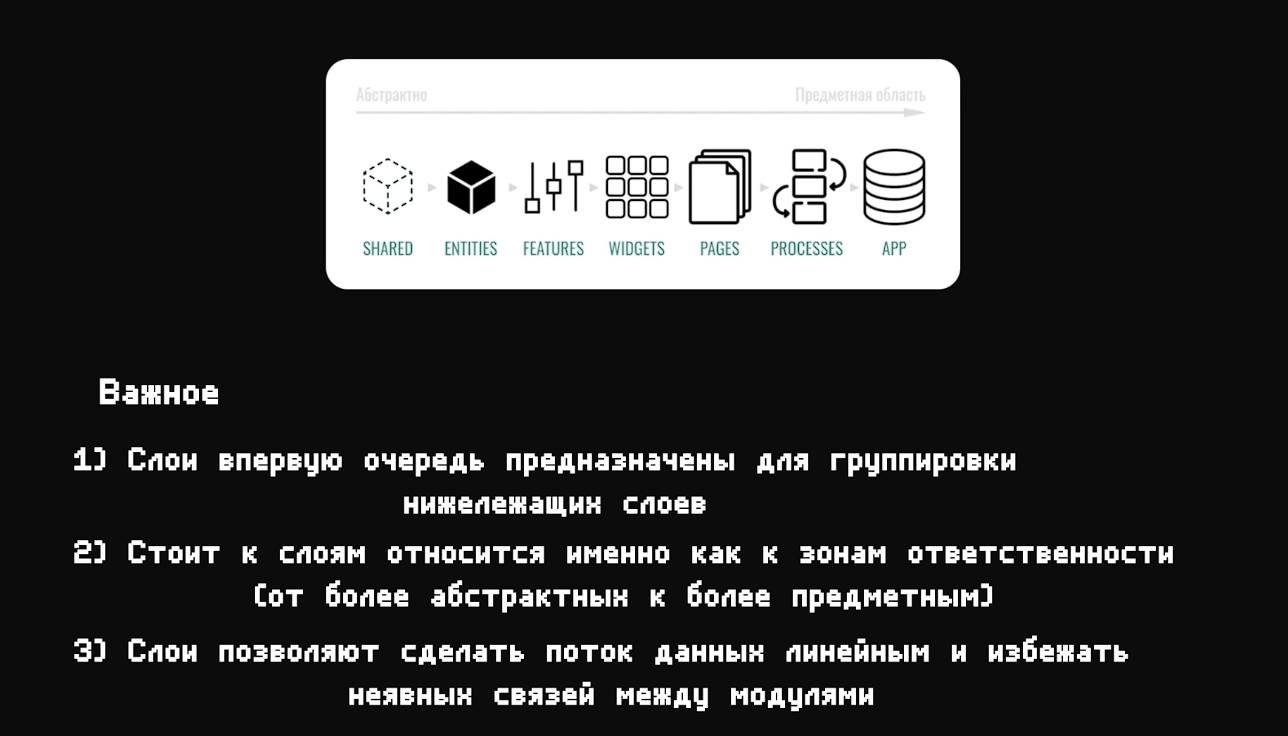 Абстрактно Предметная область
SHARED ENTITIES FEATURES WIDGETS PAGES PROCESSES APP
Важное
1) Слои впервую очередь предназначены для группировки
нижележащих слоев
2) Стоит к слоям относится именно как к зонам ответственности
(от более абстрактных к более предметным)
3) Слои позволяют сделать поток данных линейным и избежать
неявных связей между модулями